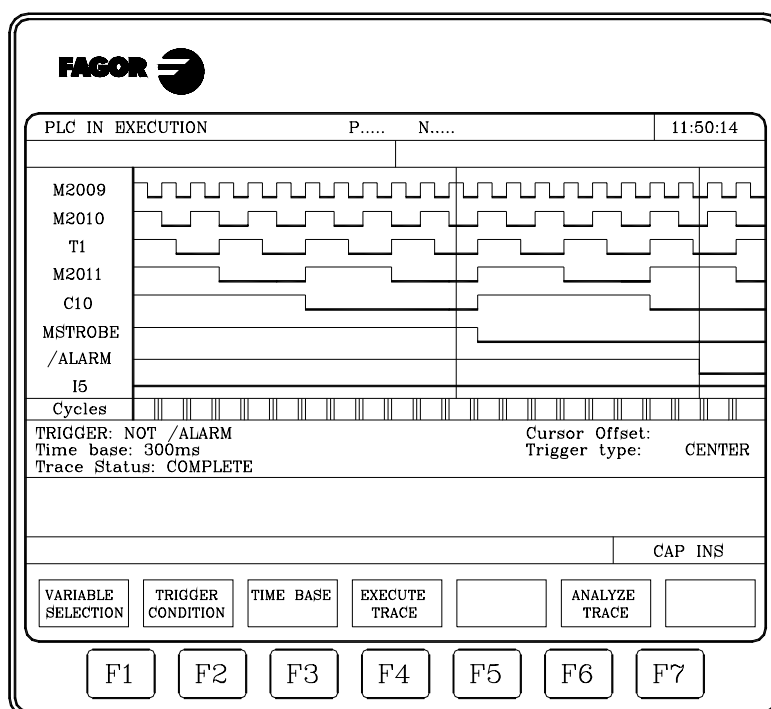 FAGOR
PLC IN EXECUTION P..... N..... 11:50:14
M2009
M2010
T1
M2011
C10
MSTROBE
/ALARM
I5
Cycles
TRIGGER: NOT /ALARM
Time base: 300ms
Trace Status: COMPLETE
Cursor Offset:
Trigger type: CENTER
CAP INS
VARIABLE SELECTION
TRIGGER CONDITION
TIME BASE
EXECUTE TRACE
ANALYZE TRACE
F1 F2 F3 F4 F5 F6 F7